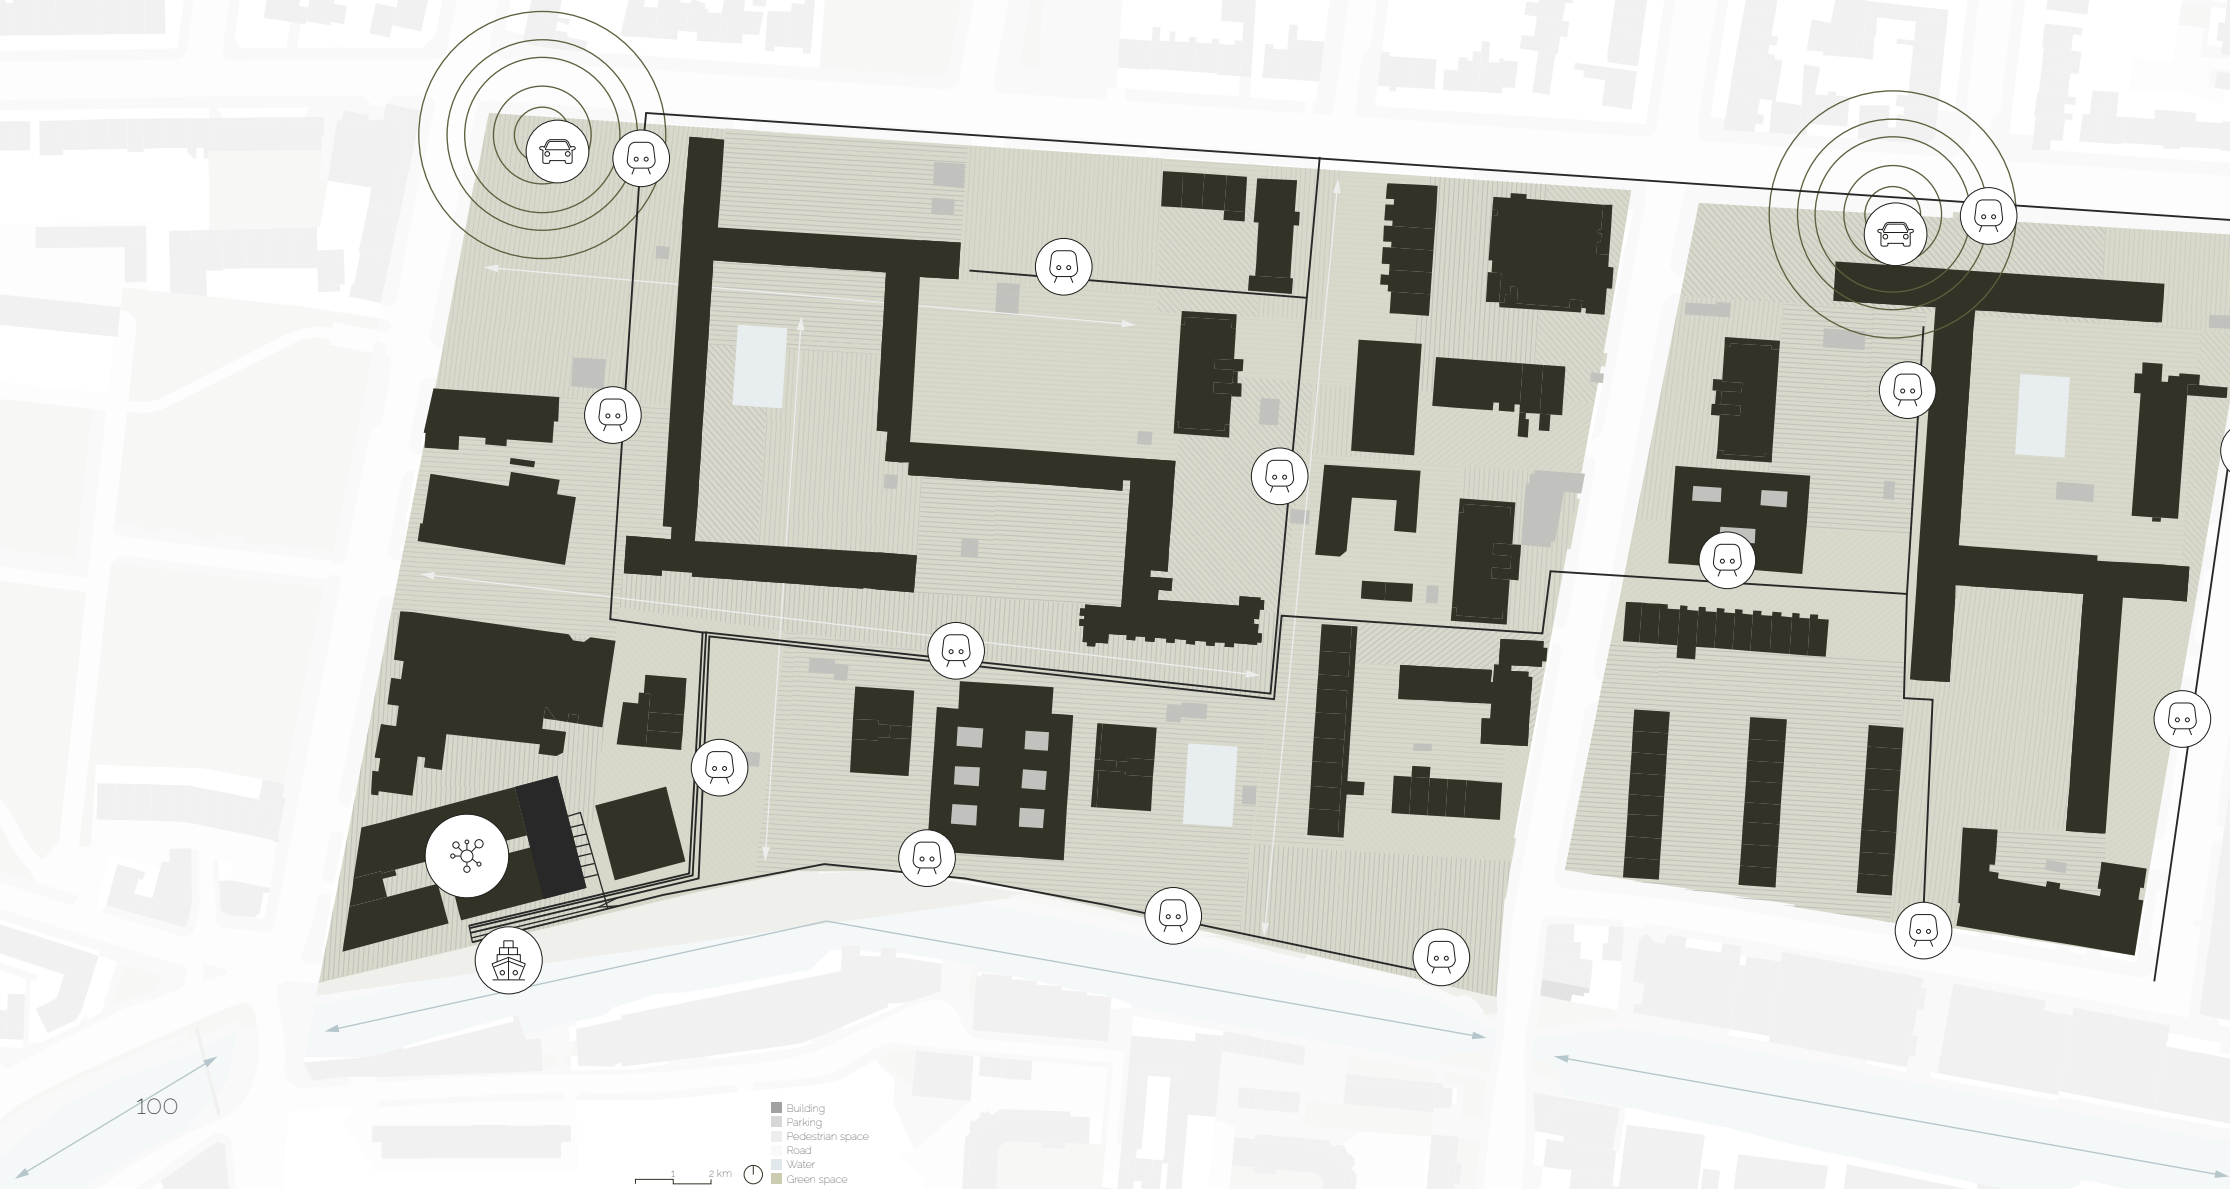 100
Building
Parking
Pedestrian space
Road
Water
Green space
1 2 km